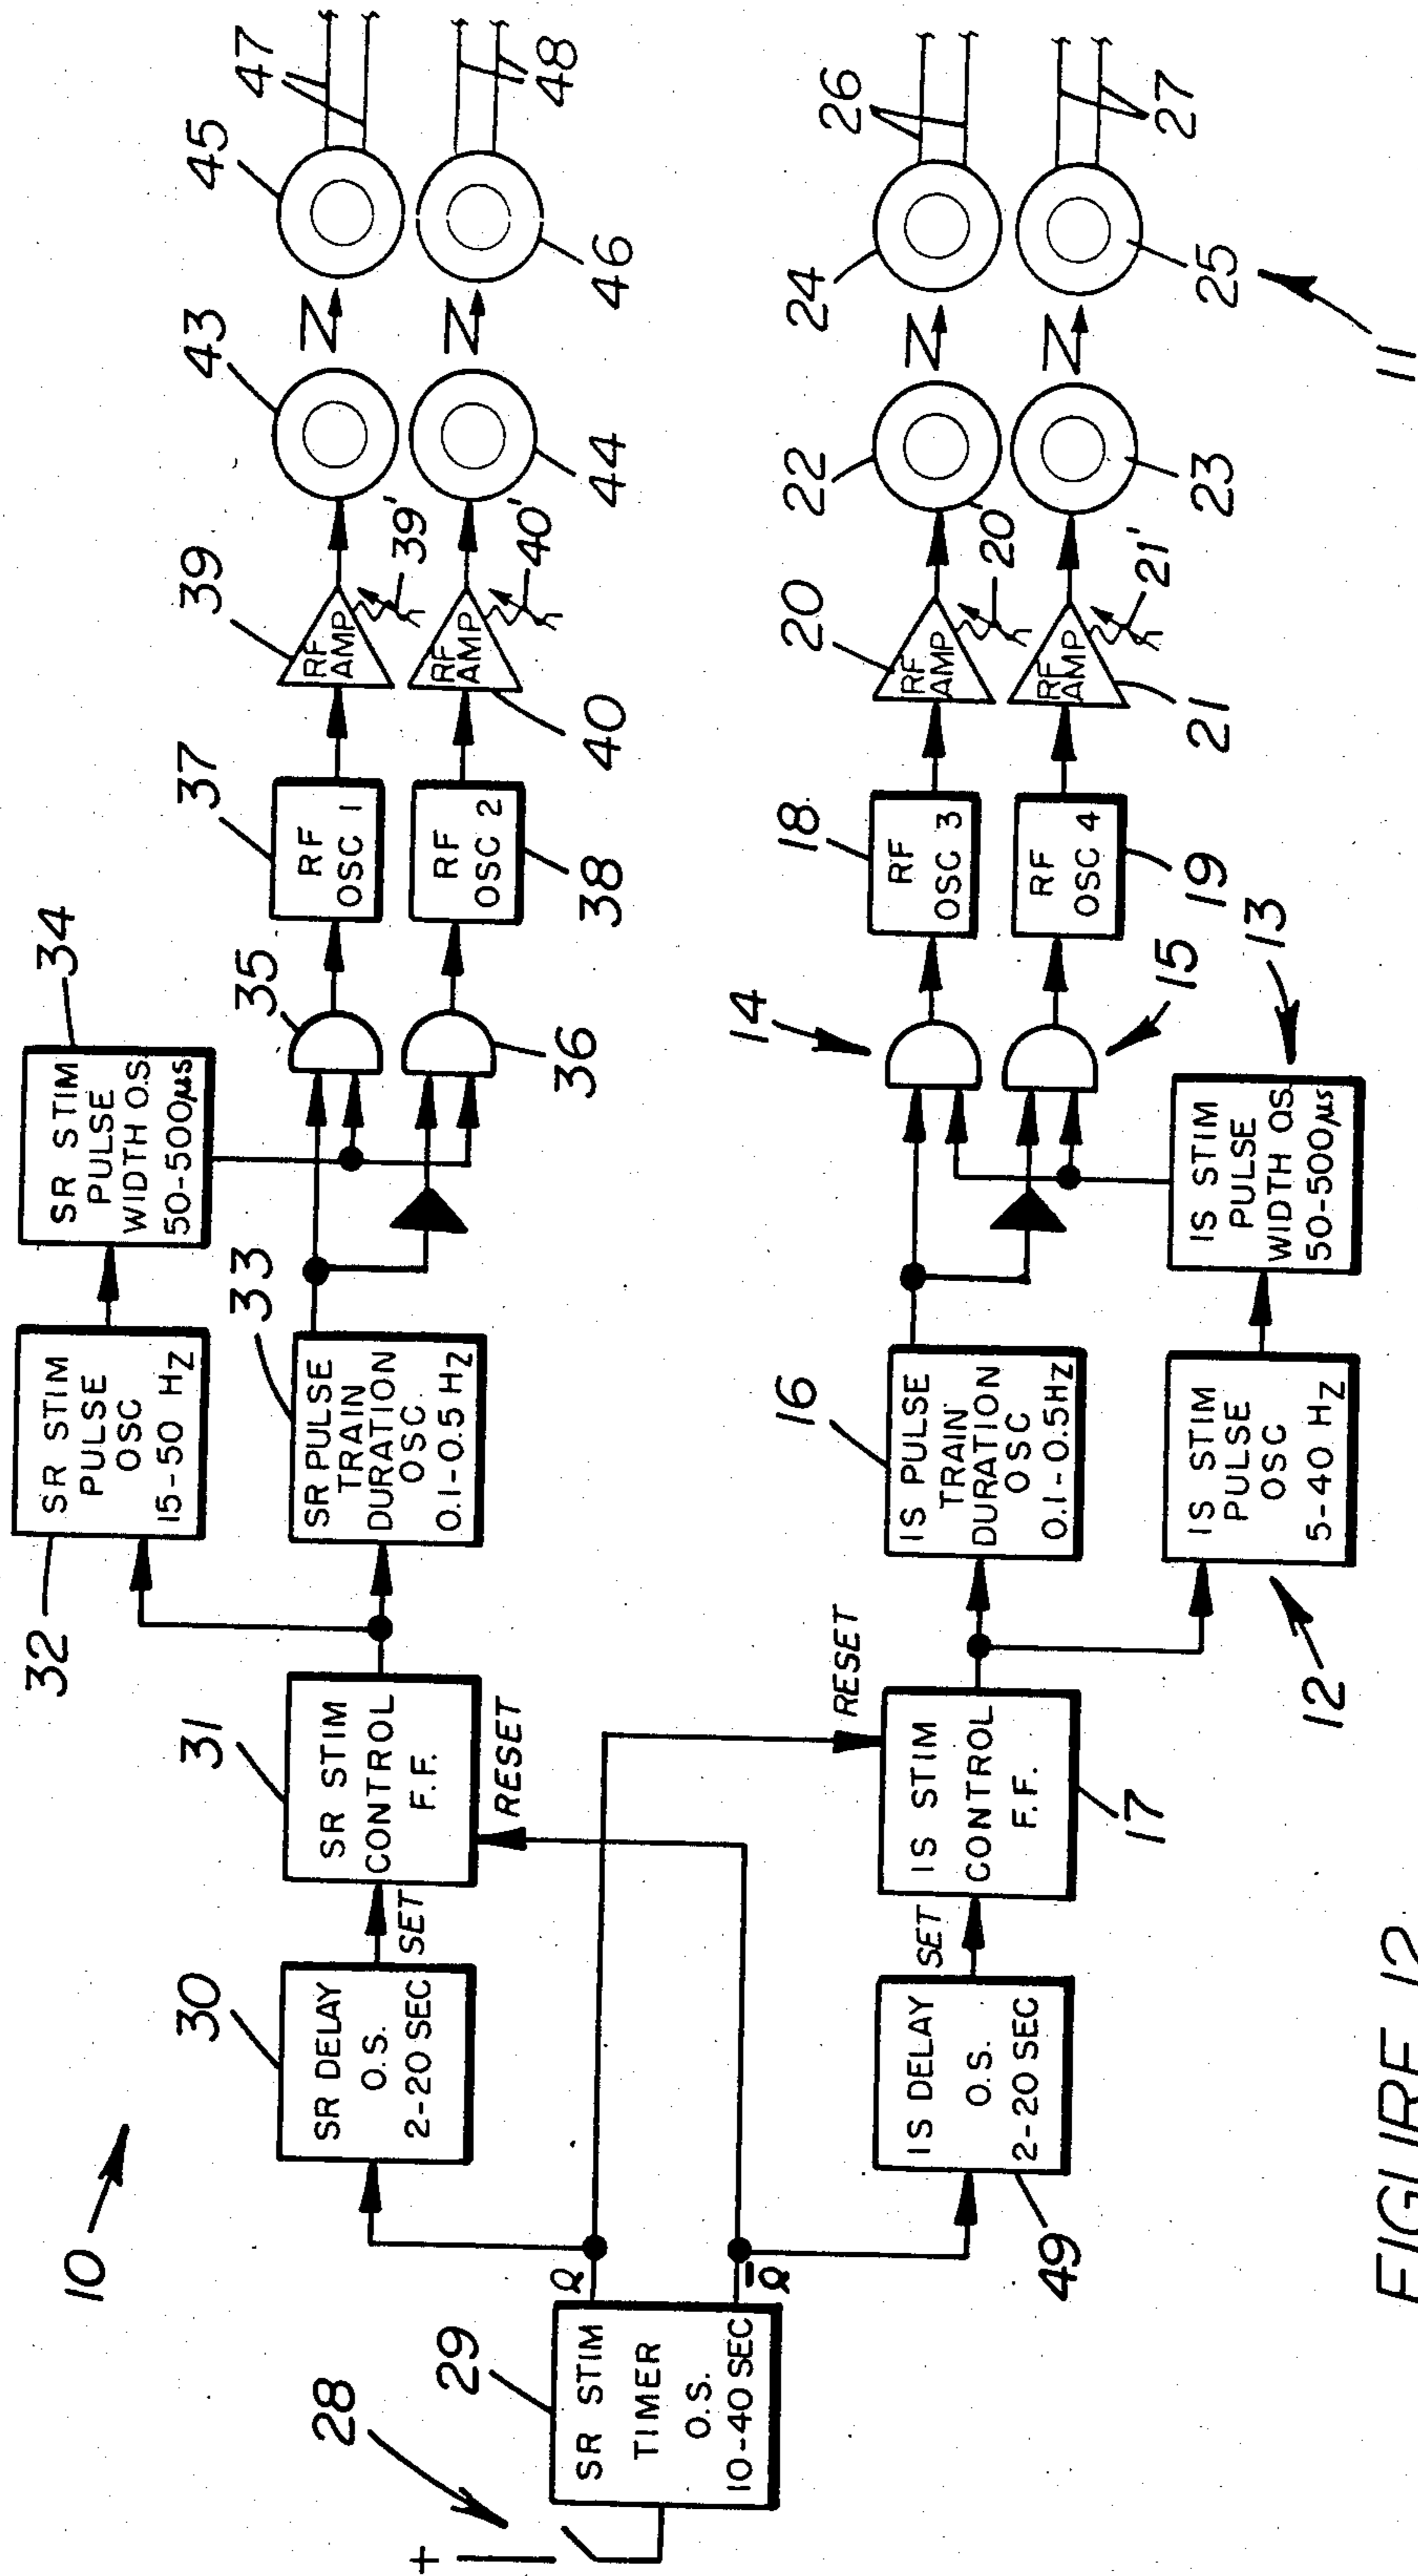 10
28
+
29
SR STIM
TIMER
O.S.
10-40 SEC
Q
Q̅
30
SR DELAY
O.S.
2-20 SEC
SET
31
SR STIM
CONTROL
F.F.
RESET
32
SR STIM
PULSE
OSC
15-50 HZ
33
SR PULSE
TRAIN
DURATION
OSC
0.1-0.5 HZ
34
SR STIM
PULSE
WIDTH O.S.
50-500μs
35
36
37
RF
OSC 1
RF
OSC 2
38
39
RF
AMP
39'
RF
AMP
40'
40
43
44
45
46
47
48
49
IS DELAY
O.S.
2-20 SEC
SET
RESET
IS STIM
CONTROL
F.F.
17
16
IS PULSE
TRAIN
DURATION
OSC
0.1-0.5HZ
IS STIM
PULSE
OSC
5-40 HZ
12
IS STIM
PULSE
WIDTH O.S.
50-500μs
13
14
15
18
RF
OSC 3
RF
OSC 4
19
20
RF
AMP
20'
RF
AMP
21'
21
22
23
24
25
26
27
11
FIGURE 12